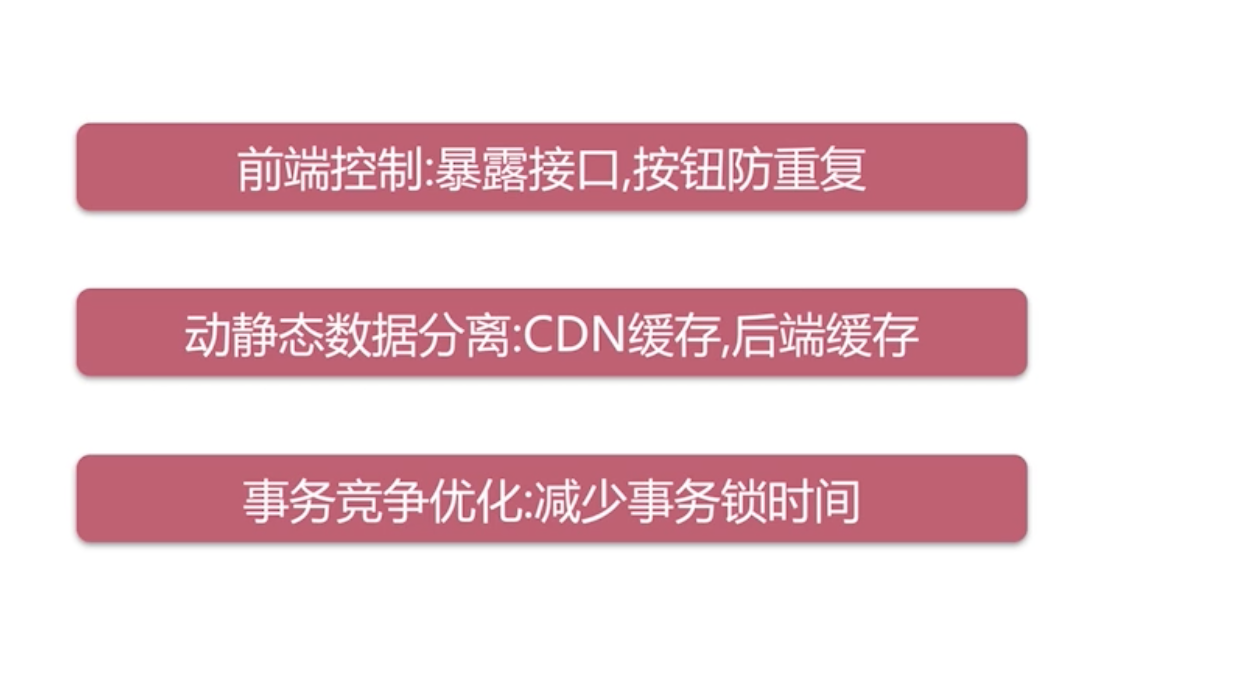 前端控制:暴露接口,按钮防重复
动静态数据分离:CDN缓存,后端缓存
事务竞争优化:减少事务锁时间